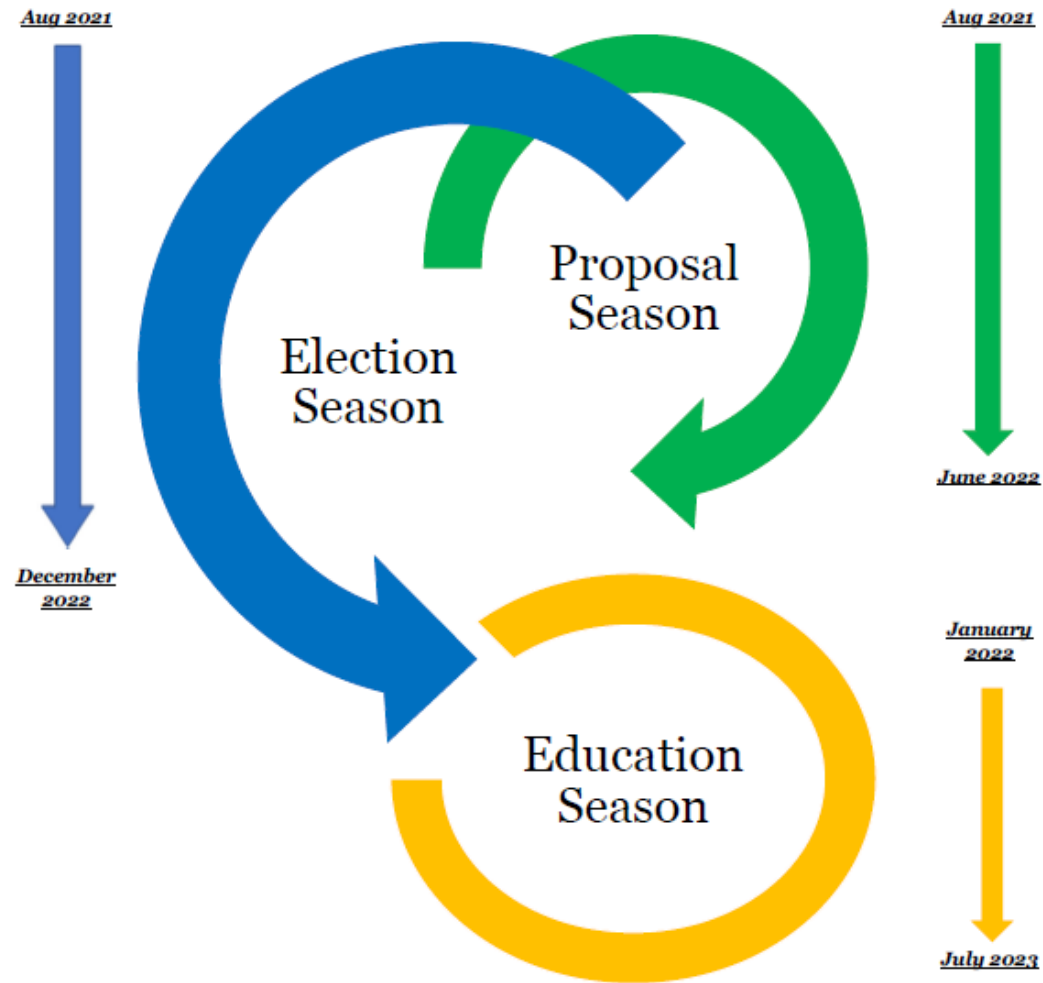 Aug 2021
Aug 2021
Proposal
Season
Election
Season
June 2022
December
2022
January
2022
Education
Season
July 2023